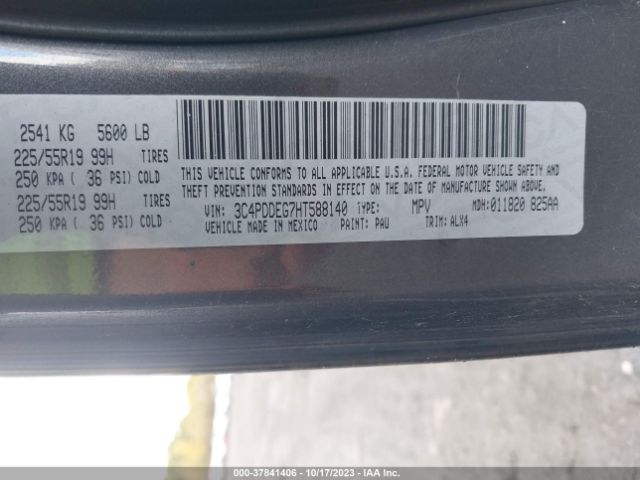 2541 KG 5600 LB
225/55R19 99H TIRES
250 KPA ( 36 PSI) COLD
225/55R19 99H TIRES
250 KPA ( 36 PSI) COLD
THIS VEHICLE CONFORMS TO ALL APPLICABLE U.S.A. FEDERAL MOTOR VEHICLE SAFETY AND
THEFT PREVENTION STANDARDS IN EFFECT ON THE DATE OF MANUFACTURE SHOWN ABOVE.
VIN: 3C4PDDEG7HT588140 TYPE: MPV MDH: 011820 825AA
VEHICLE MADE IN MEXICO PAINT: PAU TRIM: ALX4
000-37841406 | 10/17/2023 | IAA Inc.